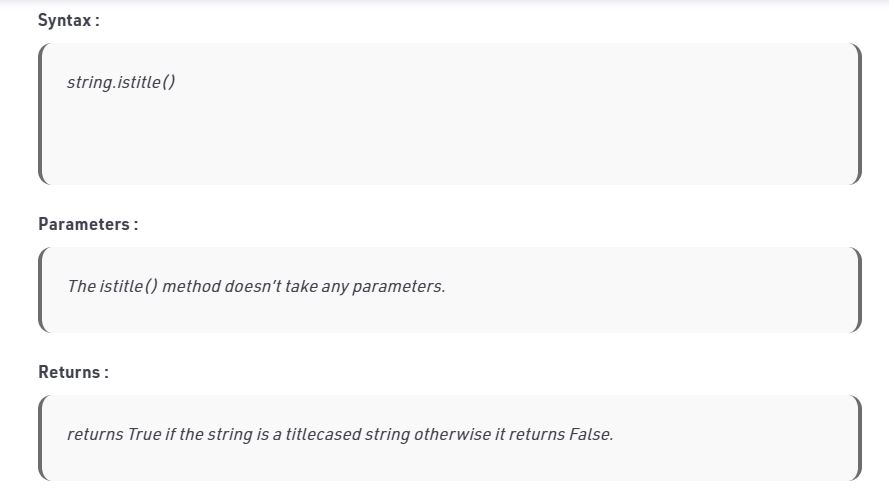 Syntax :
string.istitle()
Parameters :
The istitle() method doesn't take any parameters.
Returns :
returns True if the string is a titlecased string otherwise it returns False.